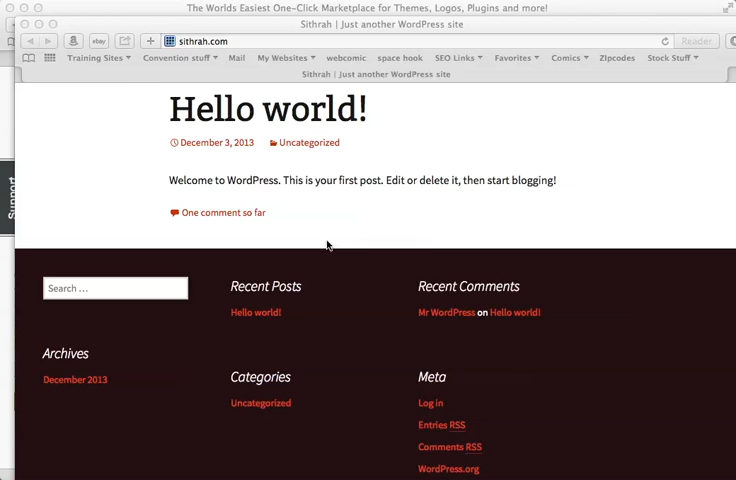 The Worlds Easiest One-Click Marketplace for Themes, Logos, Plugins and more!
Sithrah | Just another WordPress site
ebay
sithrah.com
Reader
Training Sites Convention stuff Mail My Websites webcomic space hook SEO Links Favorites Comics ZIpcodes Stock Stuff
Sithrah | Just another WordPress site
Hello world!
December 3, 2013 Uncategorized
Welcome to WordPress. This is your first post. Edit or delete it, then start blogging!
One comment so far
Support
Search …
Recent Posts
Recent Comments
Hello world!
Mr WordPress on Hello world!
Archives
December 2013
Categories
Meta
Uncategorized
Log in
Entries RSS
Comments RSS
WordPress.org